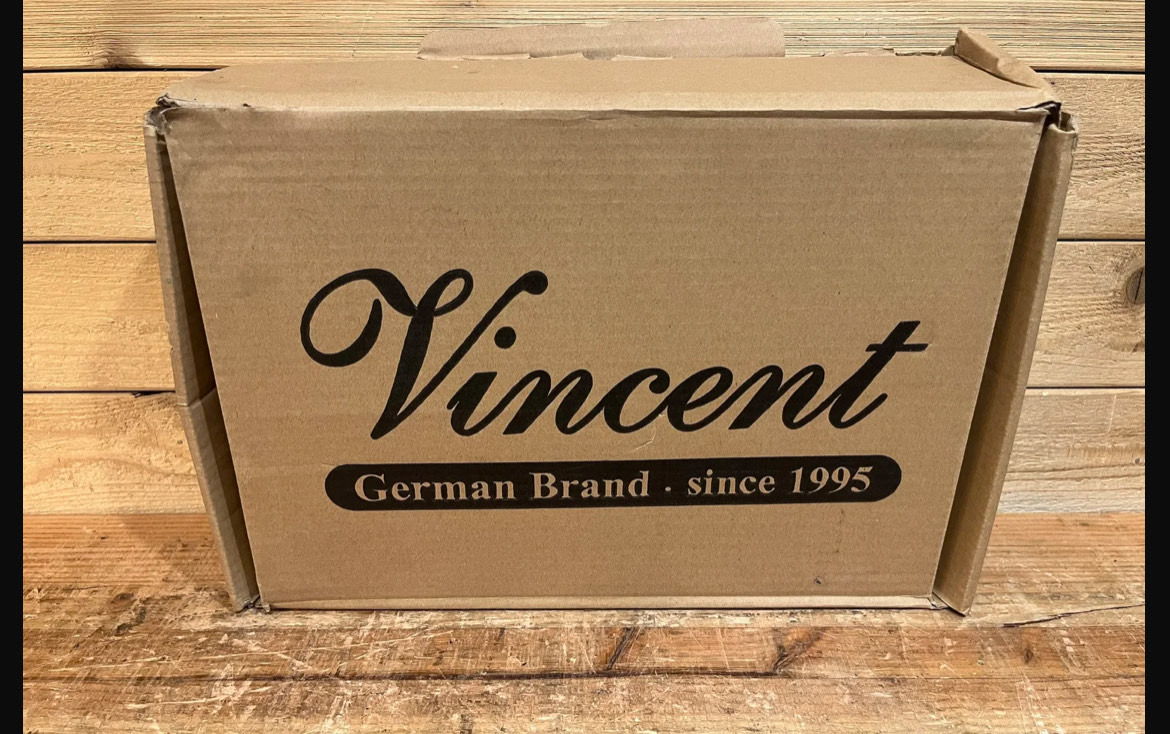 Vincent
German Brand · since 1995